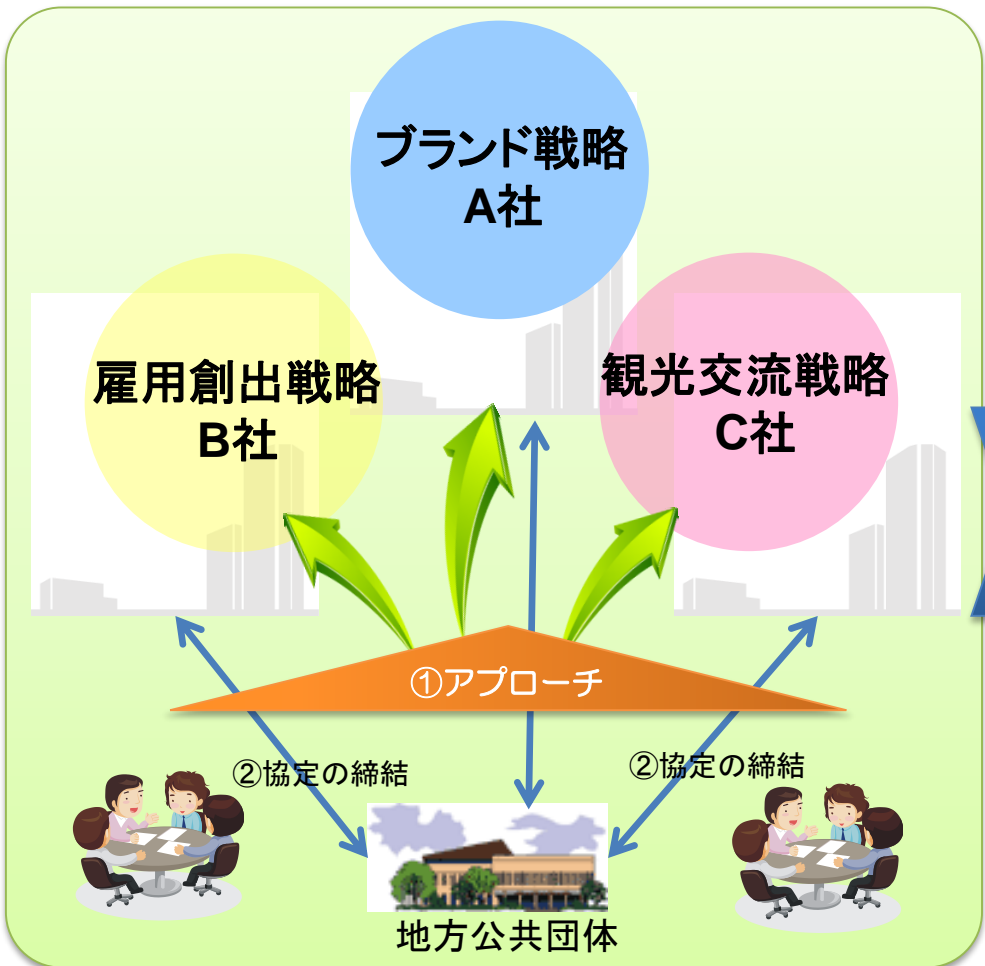 ブランド戦略
A社
雇用創出戦略
B社
観光交流戦略
C社
①アプローチ
②協定の締結
②協定の締結
地方公共団体